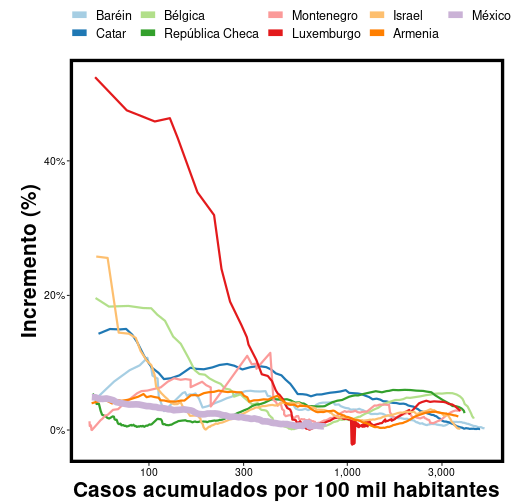 Baréin Bélgica Montenegro Israel México
Catar República Checa Luxemburgo Armenia
Incremento (%)
40%
20%
0%
100 300 1,000 3,000
Casos acumulados por 100 mil habitantes